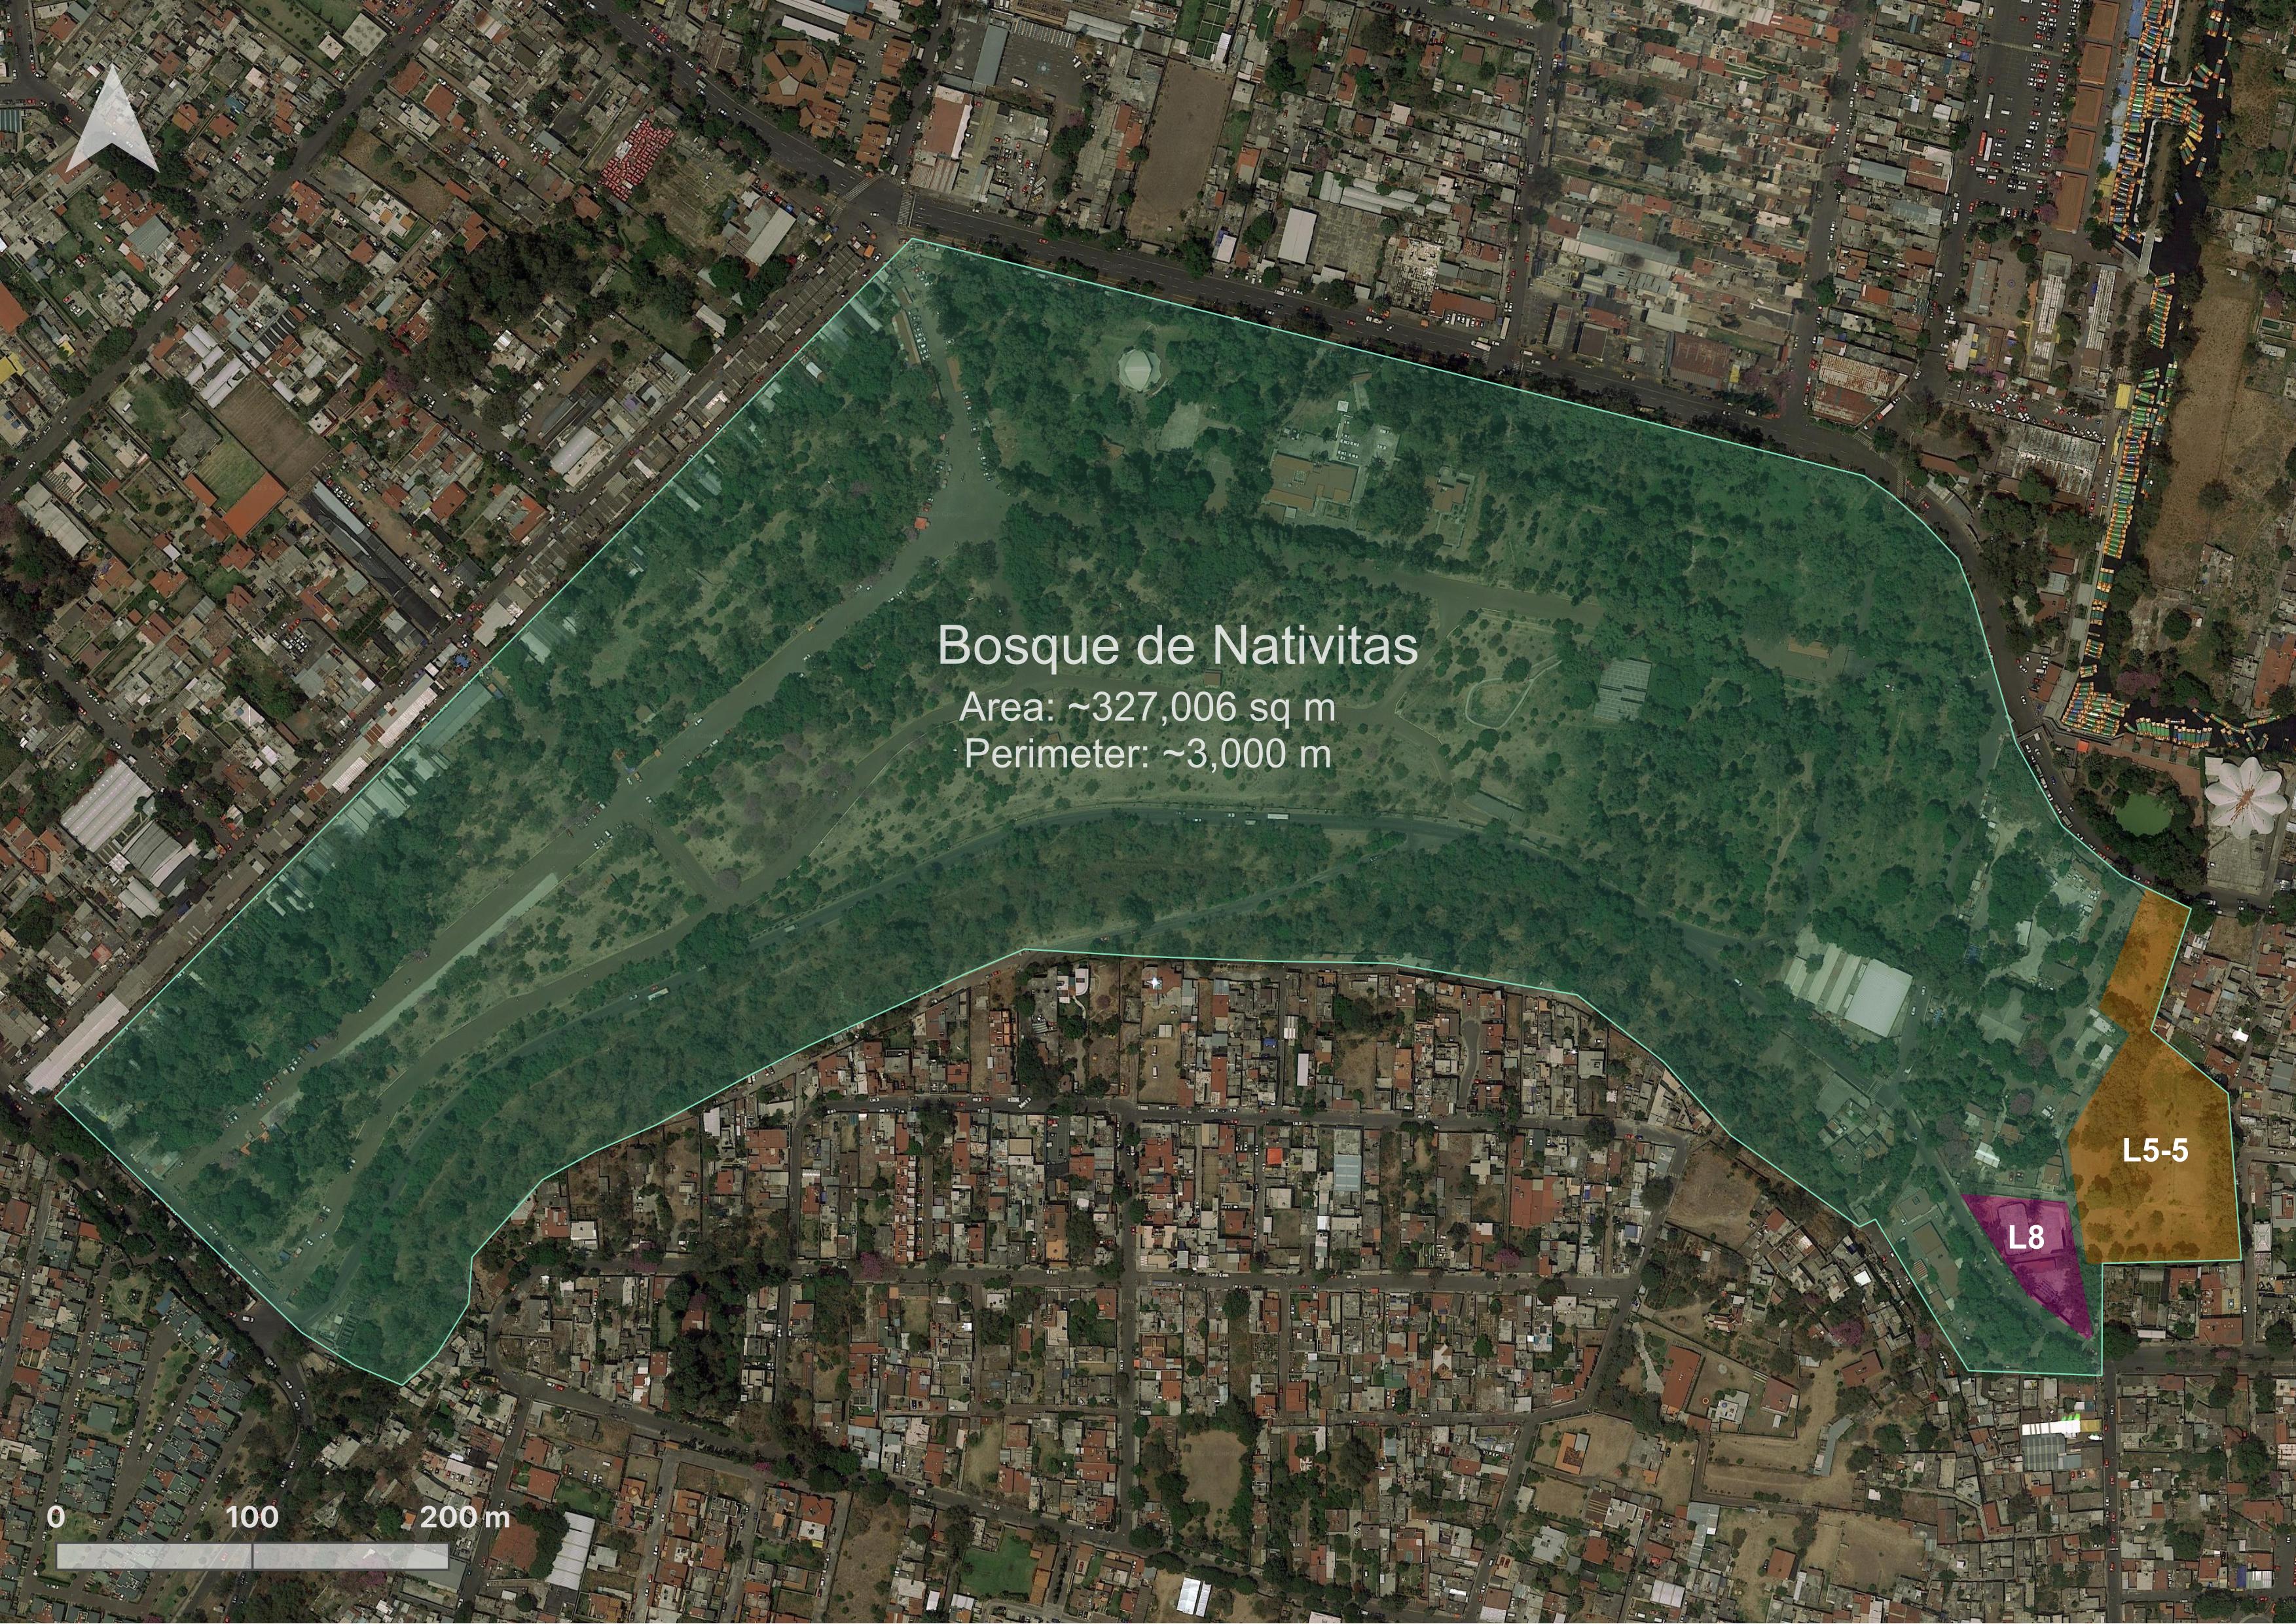 Bosque de Nativitas
Area: ~327,006 sq m
Perimeter: ~3,000 m
L5-5
L8
0 100 200 m